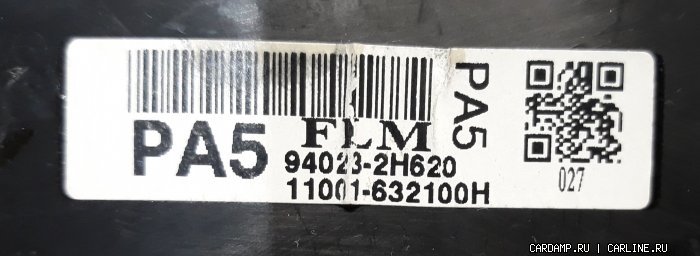 PA5
FLM
94023-2H620
11001-632100H
PA5
027
CARDAMP.RU | CARLINE.RU